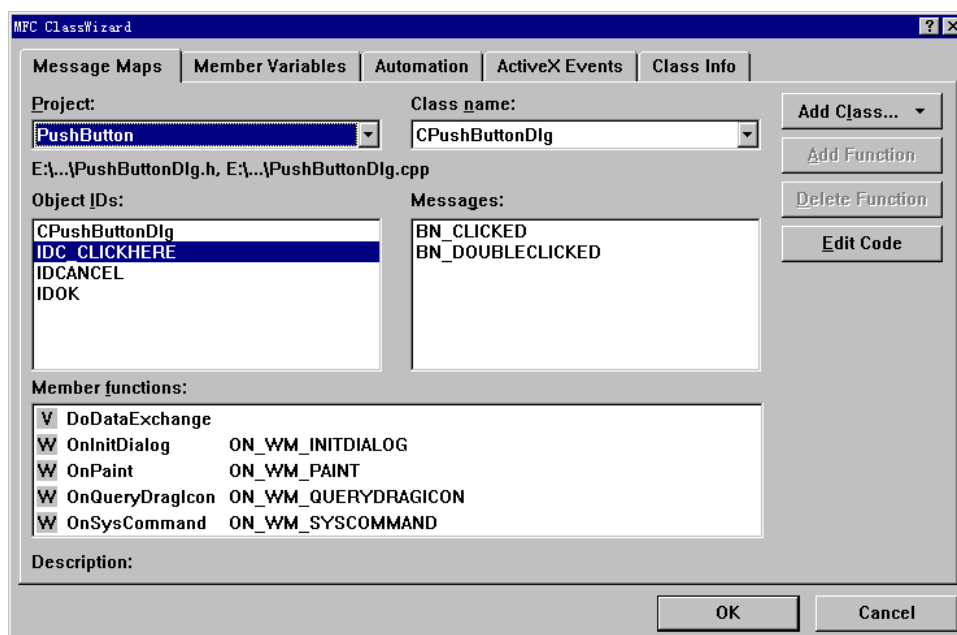 MFC ClassWizard
Message Maps Member Variables Automation ActiveX Events Class Info
Project: Class name:
PushButton CPushButtonDlg
Add Class...
E:\...\PushButtonDlg.h, E:\...\PushButtonDlg.cpp
Add Function
Object IDs: Messages:
Delete Function
CPushButtonDlg
IDC_CLICKHERE
IDCANCEL
IDOK
BN_CLICKED
BN_DOUBLECLICKED
Edit Code
Member functions:
V DoDataExchange
W OnInitDialog ON_WM_INITDIALOG
W OnPaint ON_WM_PAINT
W OnQueryDragIcon ON_WM_QUERYDRAGICON
W OnSysCommand ON_WM_SYSCOMMAND
Description:
OK Cancel